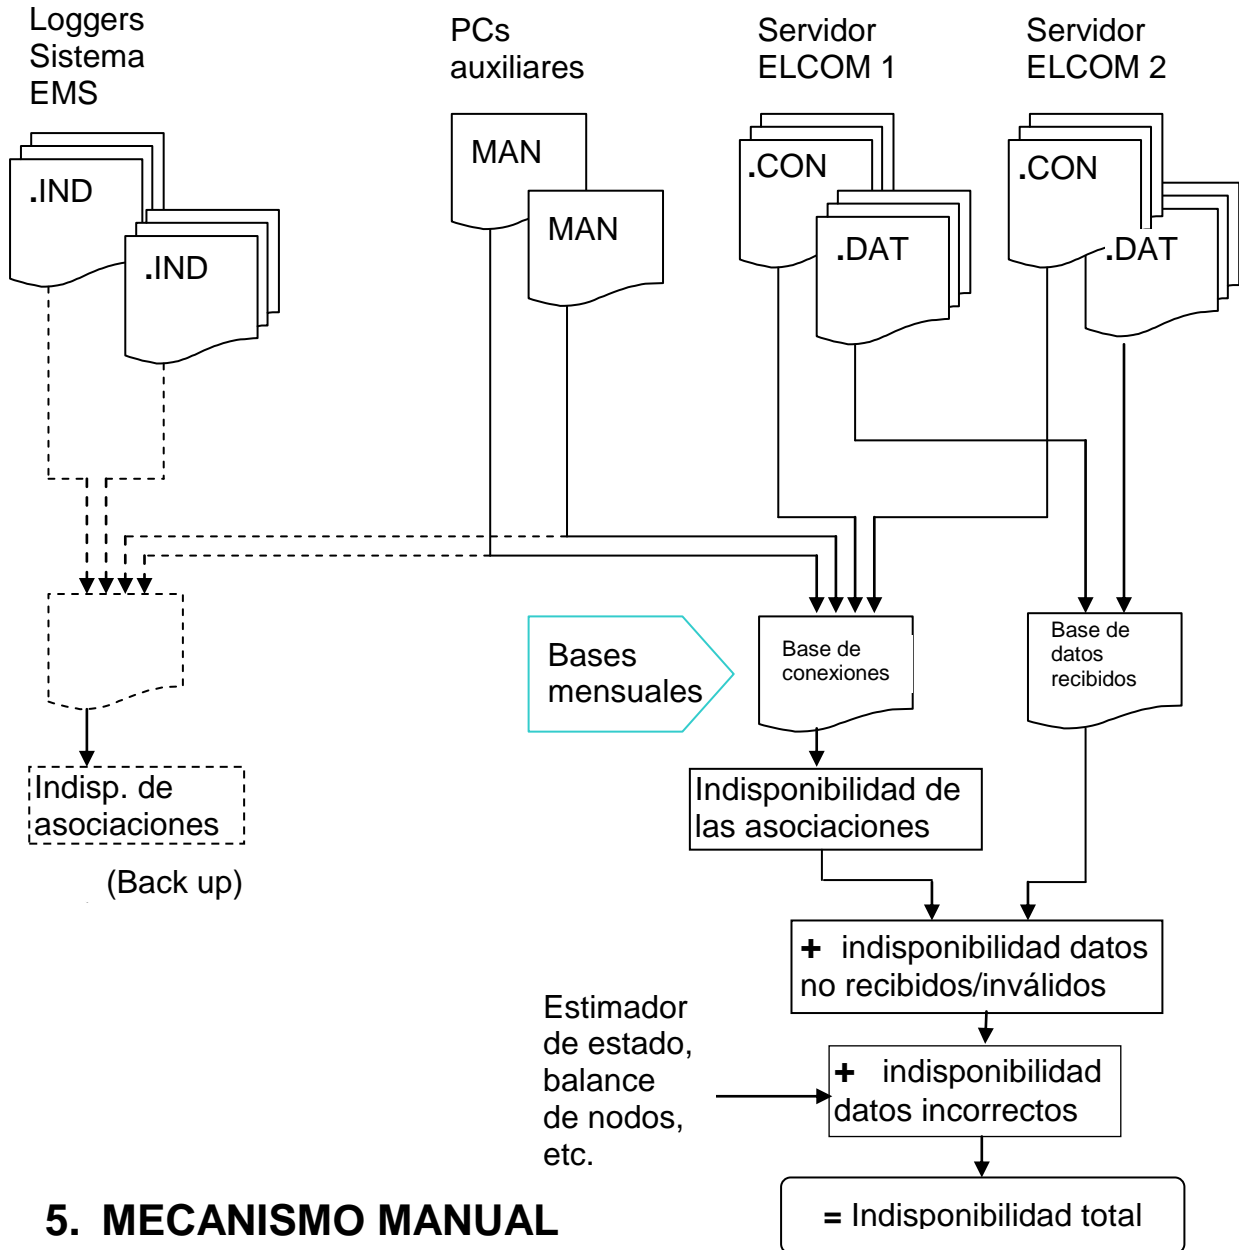 Loggers
Sistema
EMS
PCs
auxiliares
Servidor
ELCOM 1
Servidor
ELCOM 2
.IND
.IND
MAN
MAN
.CON
.DAT
.CON
.DAT
Bases
mensuales
Base de
conexiones
Base de
datos
recibidos
Indisp. de
asociaciones
(Back up)
Indisponibilidad de
las asociaciones
+ indisponibilidad datos
no recibidos/inválidos
Estimador
de estado,
balance
de nodos,
etc.
+ indisponibilidad
datos incorrectos
= Indisponibilidad total
5. MECANISMO MANUAL